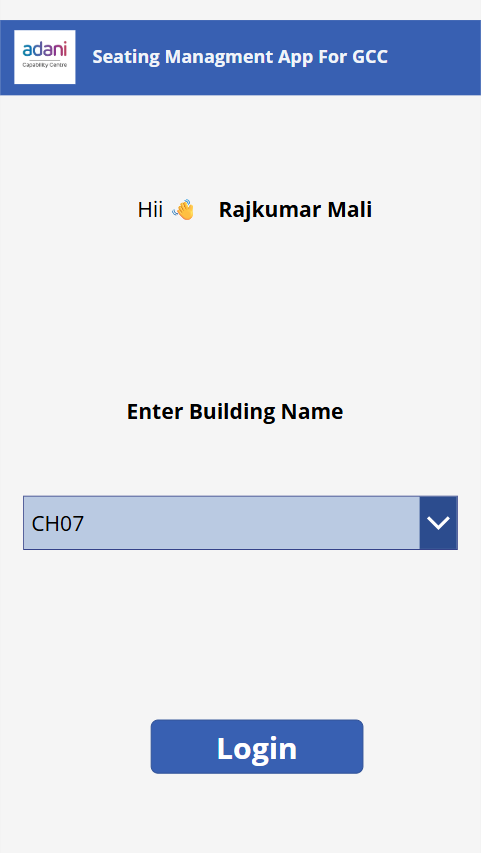 adani
Capability Centre
Seating Managment App For GCC
Hii 👋 Rajkumar Mali
Enter Building Name
CH07
Login